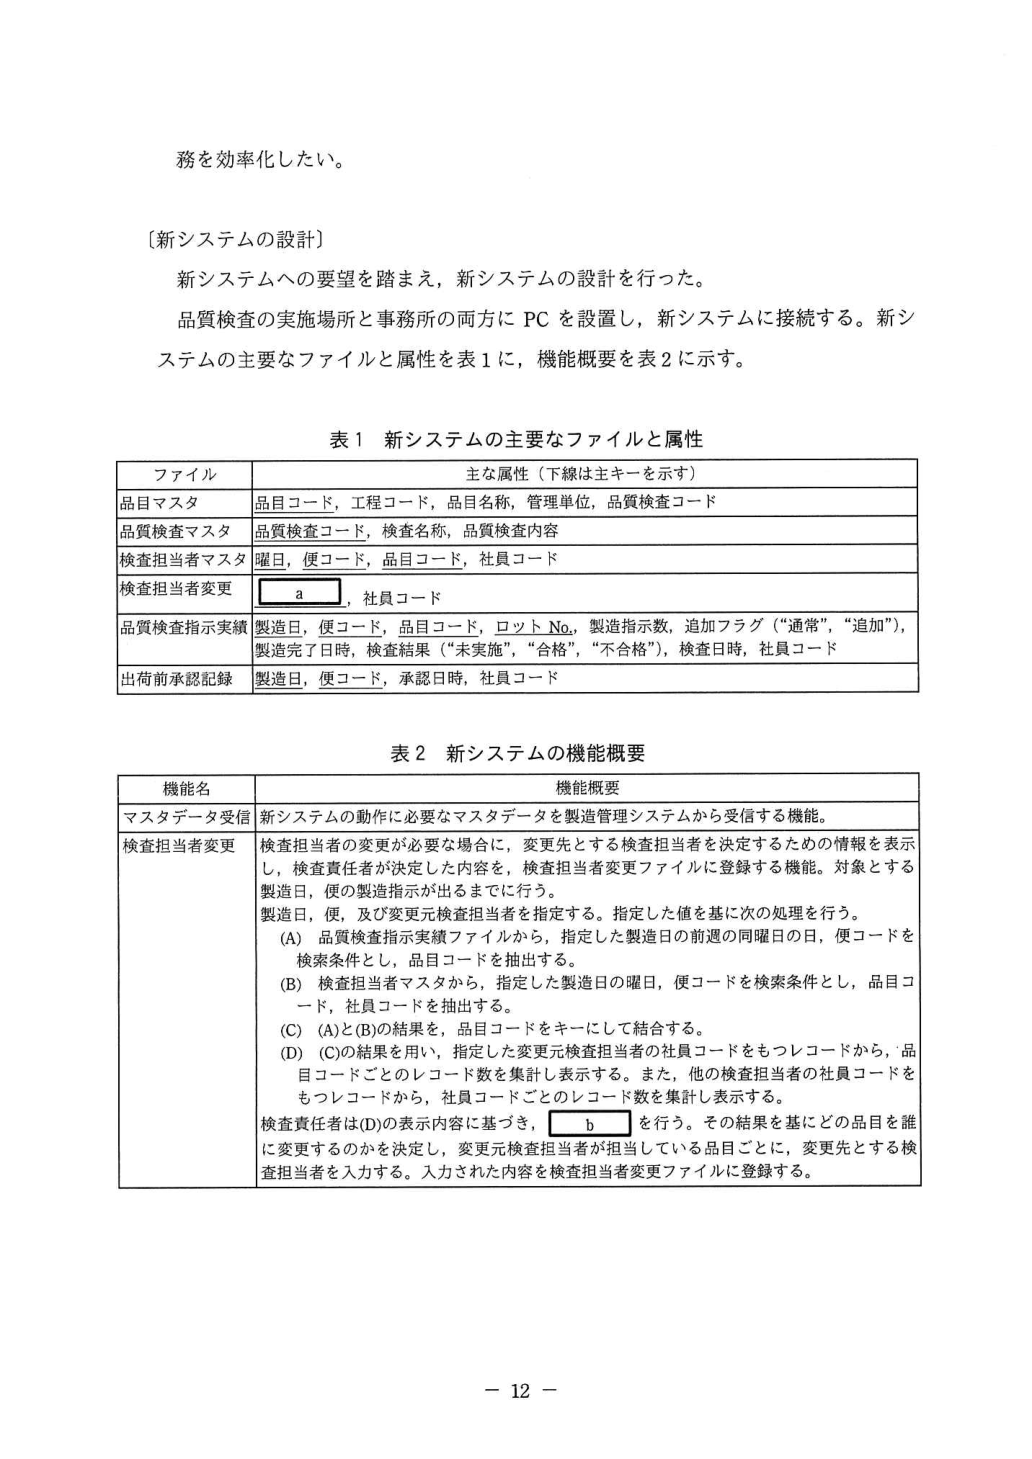 務を効率化したい。
〔新システムの設計〕
新システムへの要望を踏まえ，新システムの設計を行った。
品質検査の実施場所と事務所の両方に PC を設置し，新システムに接続する。新シ
ステムの主要なファイルと属性を表1に，機能概要を表2に示す。
表1 新システムの主要なファイルと属性
ファイル 主な属性（下線は主キーを示す）
品目マスタ 品目コード，工程コード，品目名称，管理単位，品質検査コード
品質検査マスタ 品質検査コード，検査名称，品質検査内容
検査担当者マスタ 曜日，便コード，品目コード，社員コード
検査担当者変更 a ，社員コード
品質検査指示実績 製造日，便コード，品目コード，ロット No.，製造指示数，追加フラグ（“通常”，“追加”），
製造完了日時，検査結果（“未実施”，“合格”，“不合格”），検査日時，社員コード
出荷前承認記録 製造日，便コード，承認日時，社員コード
表2 新システムの機能概要
機能名 機能概要
マスタデータ受信 新システムの動作に必要なマスタデータを製造管理システムから受信する機能。
検査担当者変更 検査担当者の変更が必要な場合に，変更先とする検査担当者を決定するための情報を表示
し，検査責任者が決定した内容を，検査担当者変更ファイルに登録する機能。対象とする
製造日，便の製造指示が出るまでに行う。
製造日，便，及び変更元検査担当者を指定する。指定した値を基に次の処理を行う。
(A) 品質検査指示実績ファイルから，指定した製造日の前週の同曜日の日，便コードを
検索条件とし，品目コードを抽出する。
(B) 検査担当者マスタから，指定した製造日の曜日，便コードを検索条件とし，品目コ
ード，社員コードを抽出する。
(C) (A)と(B)の結果を，品目コードをキーにして結合する。
(D) (C)の結果を用い，指定した変更元検査担当者の社員コードをもつレコードから，品
目コードごとのレコード数を集計し表示する。また，他の検査担当者の社員コードを
もつレコードから，社員コードごとのレコード数を集計し表示する。
検査責任者は(D)の表示内容に基づき， b を行う。その結果を基にどの品目を誰
に変更するのかを決定し，変更元検査担当者が担当している品目ごとに，変更先とする検
査担当者を入力する。入力された内容を検査担当者変更ファイルに登録する。
－ 12 －